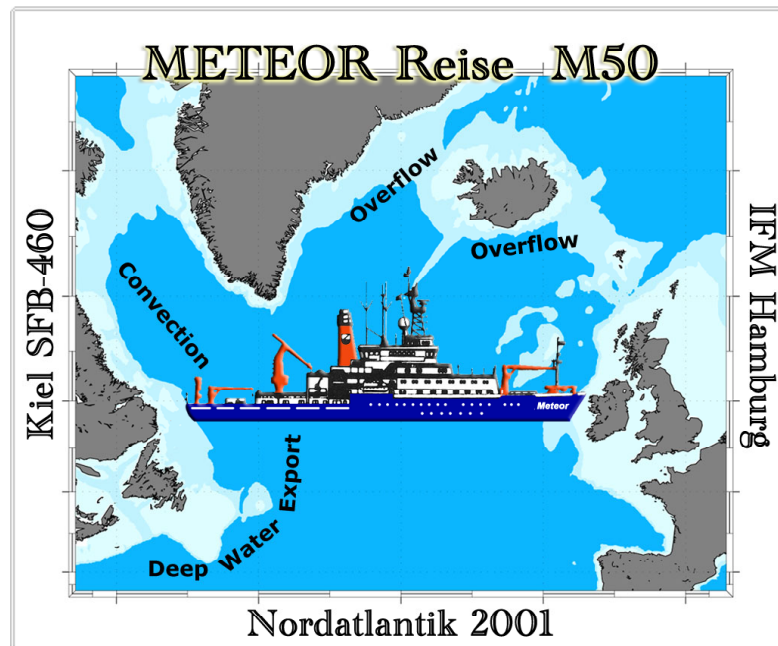 METEOR Reise M50
Overflow
Overflow
Convection
Kiel SFB-460
IFM Hamburg
Meteor
Deep Water Export
Nordatlantik 2001